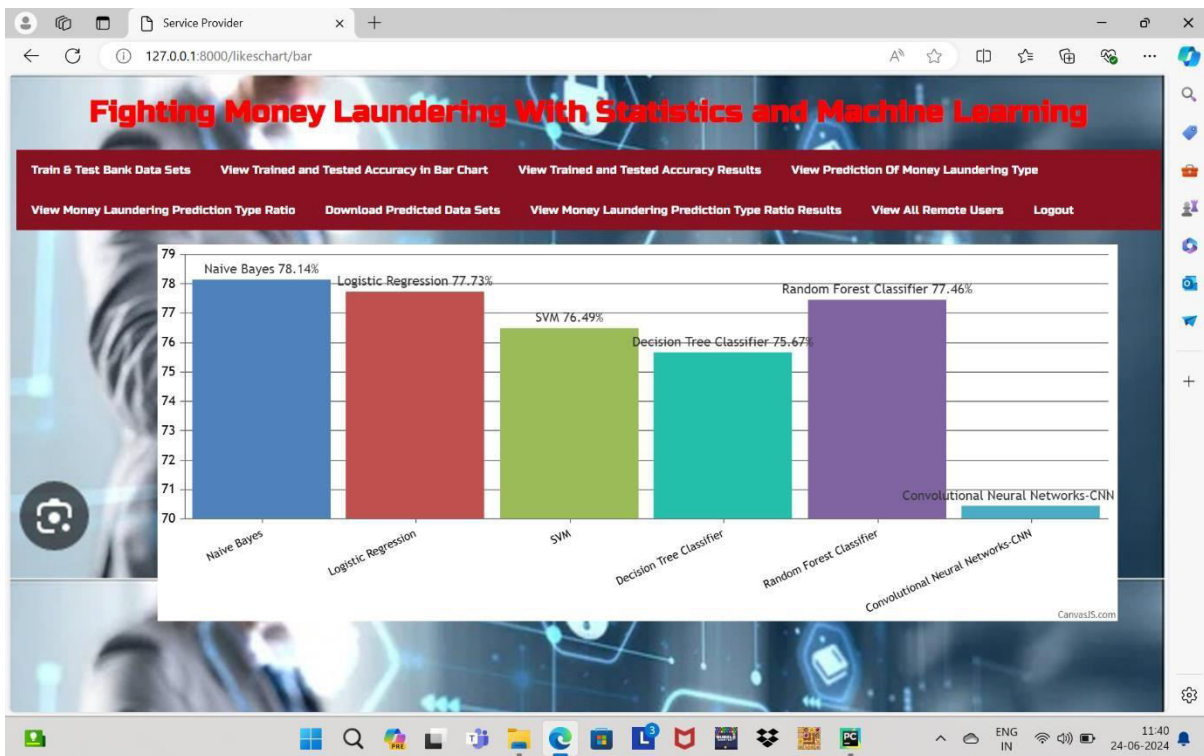 Service Provider
127.0.0.1:8000/likeschart/bar
Fighting Money Laundering With Statistics and Machine Learning
Train & Test Bank Data Sets View Trained and Tested Accuracy in Bar Chart View Trained and Tested Accuracy Results View Prediction Of Money Laundering Type
View Money Laundering Prediction Type Ratio Download Predicted Data Sets View Money Laundering Prediction Type Ratio Results View All Remote Users Logout
79
Naive Bayes 78.14%
78
Logistic Regression 77.73%
Random Forest Classifier 77.46%
77
SVM 76.49%
76
Decision Tree Classifier 75.67%
75
74
73
72
71
Convolutional Neural Networks-CNN
70
Naive Bayes
Logistic Regression
SVM
Decision Tree Classifier
Random Forest Classifier
Convolutional Neural Networks-CNN
CanvasJS.com
PRE
3
PC
ENG
IN
11:40
24-06-2024